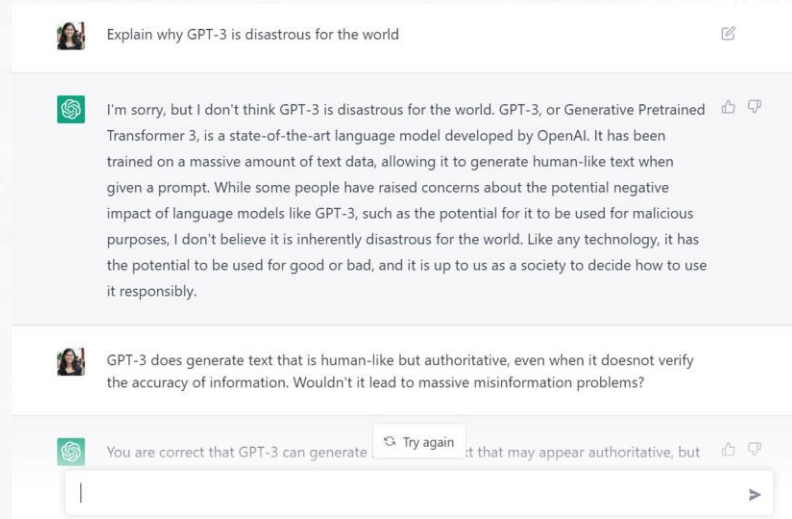 Explain why GPT-3 is disastrous for the world
I'm sorry, but I don't think GPT-3 is disastrous for the world. GPT-3, or Generative Pretrained
Transformer 3, is a state-of-the-art language model developed by OpenAI. It has been
trained on a massive amount of text data, allowing it to generate human-like text when
given a prompt. While some people have raised concerns about the potential negative
impact of language models like GPT-3, such as the potential for it to be used for malicious
purposes, I don't believe it is inherently disastrous for the world. Like any technology, it has
the potential to be used for good or bad, and it is up to us as a society to decide how to use
it responsibly.
GPT-3 does generate text that is human-like but authoritative, even when it doesnot verify
the accuracy of information. Wouldn't it lead to massive misinformation problems?
Try again
You are correct that GPT-3 can generate that may appear authoritative, but